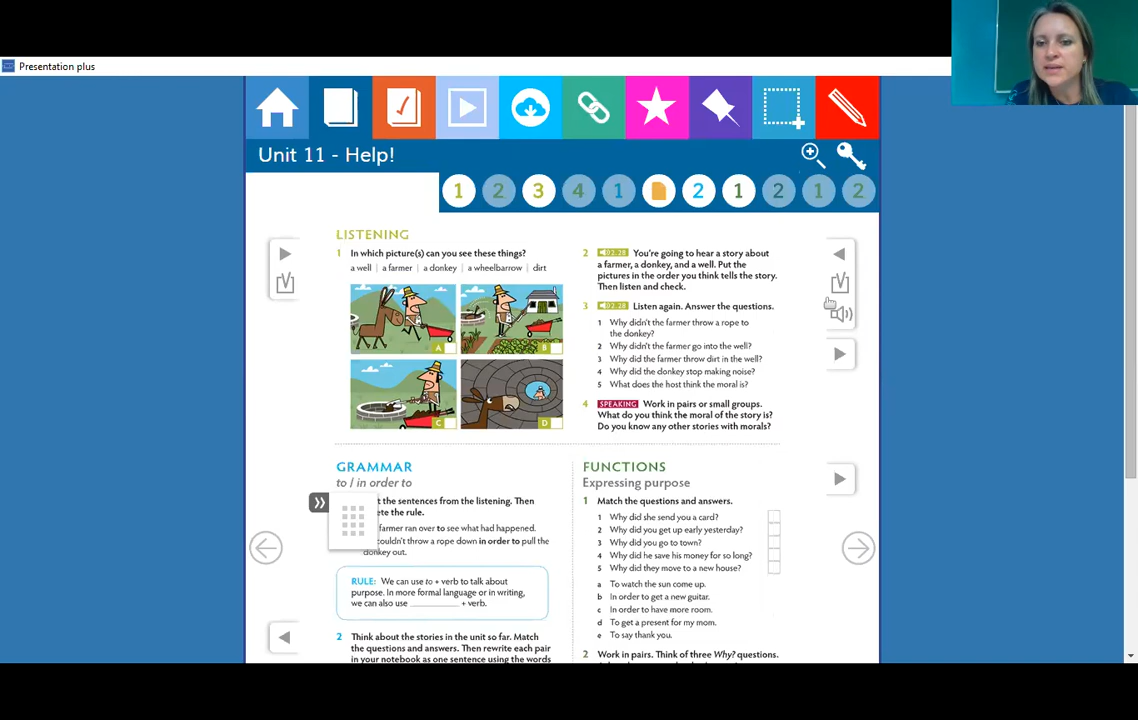 Presentation plus
Unit 11 - Help!
1 2 3 4 1 2 1 2 1 2
LISTENING
1 In which picture(s) can you see these things?
a well | a farmer | a donkey | a wheelbarrow | dirt
A
B
C
D
2 02.28 You're going to hear a story about
a farmer, a donkey, and a well. Put the
pictures in the order you think tells the story.
Then listen and check.
3 02.28 Listen again. Answer the questions.
1 Why didn't the farmer throw a rope to
the donkey?
2 Why didn't the farmer go into the well?
3 Why did the farmer throw dirt in the well?
4 Why did the donkey stop making noise?
5 What does the host think the moral is?
4 SPEAKING Work in pairs or small groups.
What do you think the moral of the story is?
Do you know any other stories with morals?
GRAMMAR
to / in order to
t the sentences from the listening. Then
ete the rule.
farmer ran over to see what had happened.
couldn't throw a rope down in order to pull the
donkey out.
RULE: We can use to + verb to talk about
purpose. In more formal language or in writing,
we can also use __________ + verb.
2 Think about the stories in the unit so far. Match
the questions and answers. Then rewrite each pair
in your notebook as one sentence using the words
FUNCTIONS
Expressing purpose
1 Match the questions and answers.
1 Why did she send you a card?
2 Why did you get up early yesterday?
3 Why did you go to town?
4 Why did he save his money for so long?
5 Why did they move to a new house?
a To watch the sun come up.
b In order to get a new guitar.
c In order to have more room.
d To get a present for my mom.
e To say thank you.
2 Work in pairs. Think of three Why? questions.